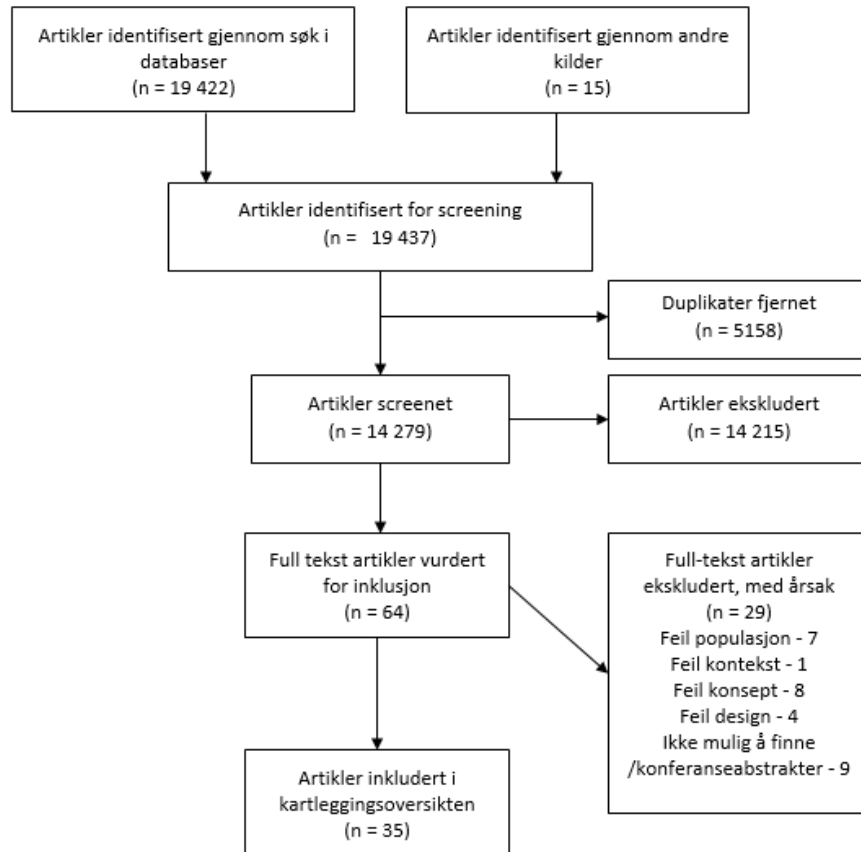 Artikler identifisert gjennom søk i
databaser
(n = 19 422)
Artikler identifisert gjennom andre
kilder
(n = 15)
Artikler identifisert for screening
(n =   19 437)
Duplikater fjernet
(n = 5158)
Artikler screenet
(n = 14 279)
Artikler ekskludert
(n = 14 215)
Full tekst artikler vurdert
for inklusjon
(n = 64)
Full-tekst artikler
ekskludert, med årsak
(n = 29)
Feil populasjon - 7
Feil kontekst - 1
Feil konsept - 8
Feil design - 4
Ikke mulig å finne
/konferanseabstrakter - 9
Artikler inkludert i
kartleggingsoversikten
(n = 35)